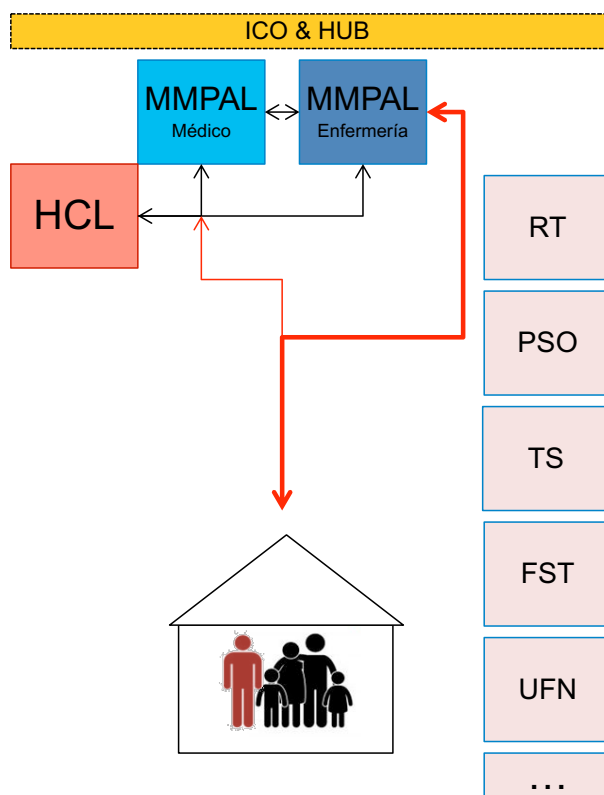 ICO & HUB
MMPAL
Médico
MMPAL
Enfermería
HCL
RT
PSO
TS
FST
UFN
...